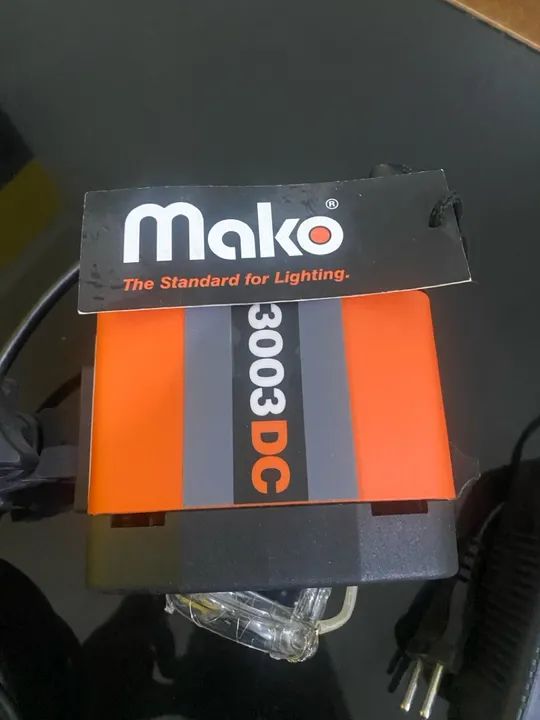 mako®
The Standard for Lighting.
3003DC